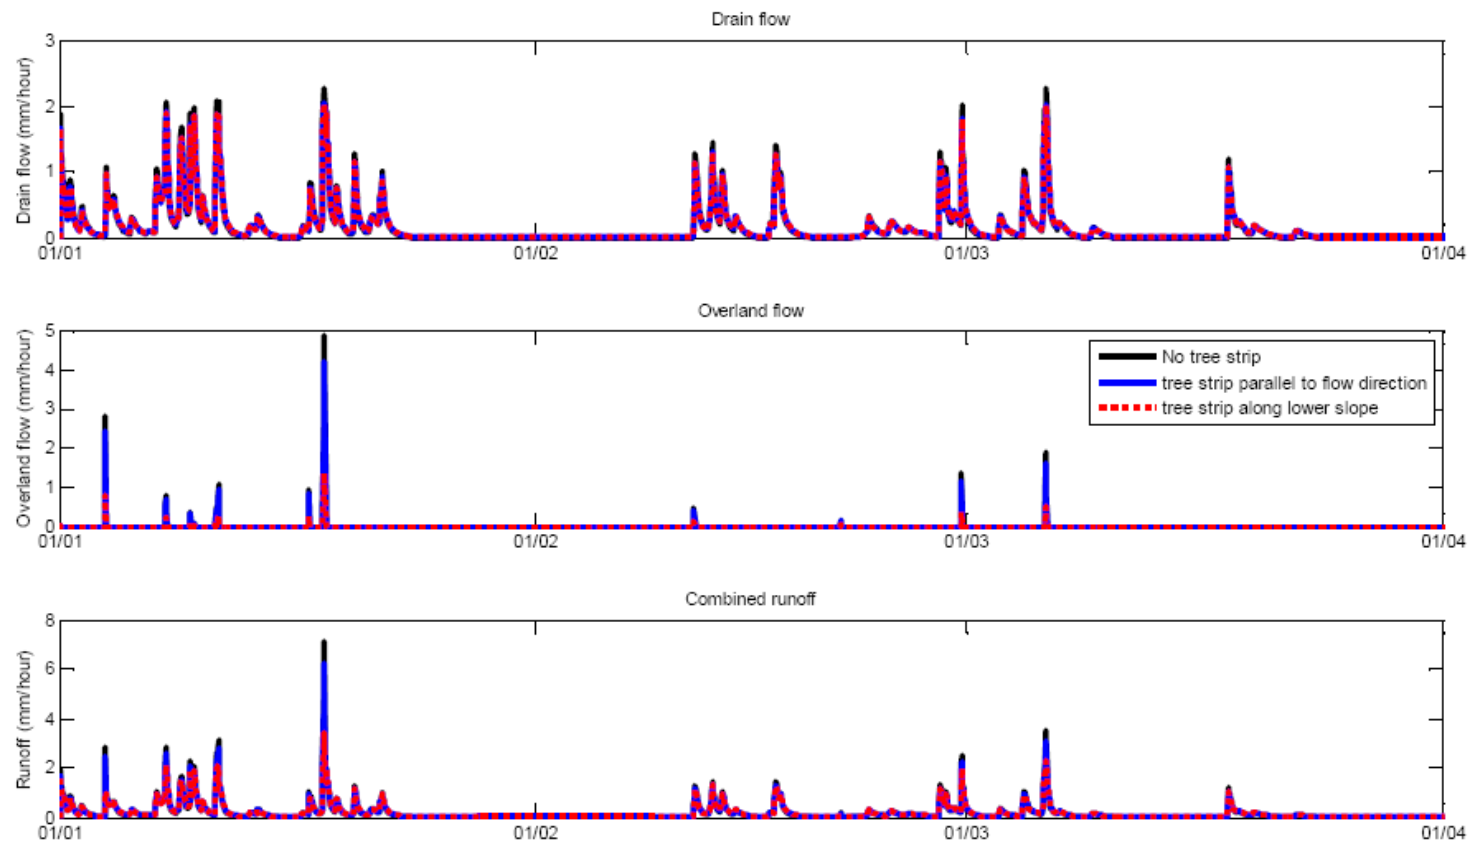 Drain flow
Drain flow (mm/hour)
3
2
1
0
01/01 01/02 01/03 01/04
Overland flow
Overland flow (mm/hour)
5
4
3
2
1
0
No tree strip
tree strip parallel to flow direction
tree strip along lower slope
01/01 01/02 01/03 01/04
Combined runoff
Runoff (mm/hour)
8
6
4
2
0
01/01 01/02 01/03 01/04